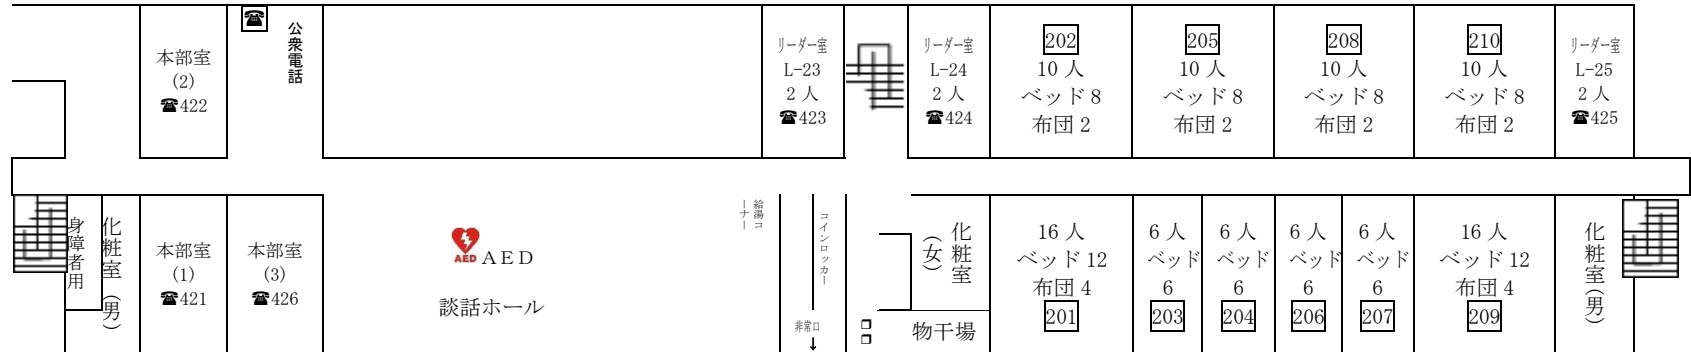 本部室
(2)
☎422
☎
公衆電話
リーダー室
L-23
2人
☎423
リーダー室
L-24
2人
☎424
202
10人
ベッド8
布団2
205
10人
ベッド8
布団2
208
10人
ベッド8
布団2
210
10人
ベッド8
布団2
リーダー室
L-25
2人
☎425
身障者用
化粧室(男)
本部室
(1)
☎421
本部室
(3)
☎426
AED
AED
談話ホール
給湯コ
ーナー
コインロッカー
非常口
↓
化粧室
(女)
物干場
16人
ベッド12
布団4
201
6人
ベッド
6
203
6人
ベッド
6
204
6人
ベッド
6
206
6人
ベッド
6
207
16人
ベッド12
布団4
209
化粧室(男)